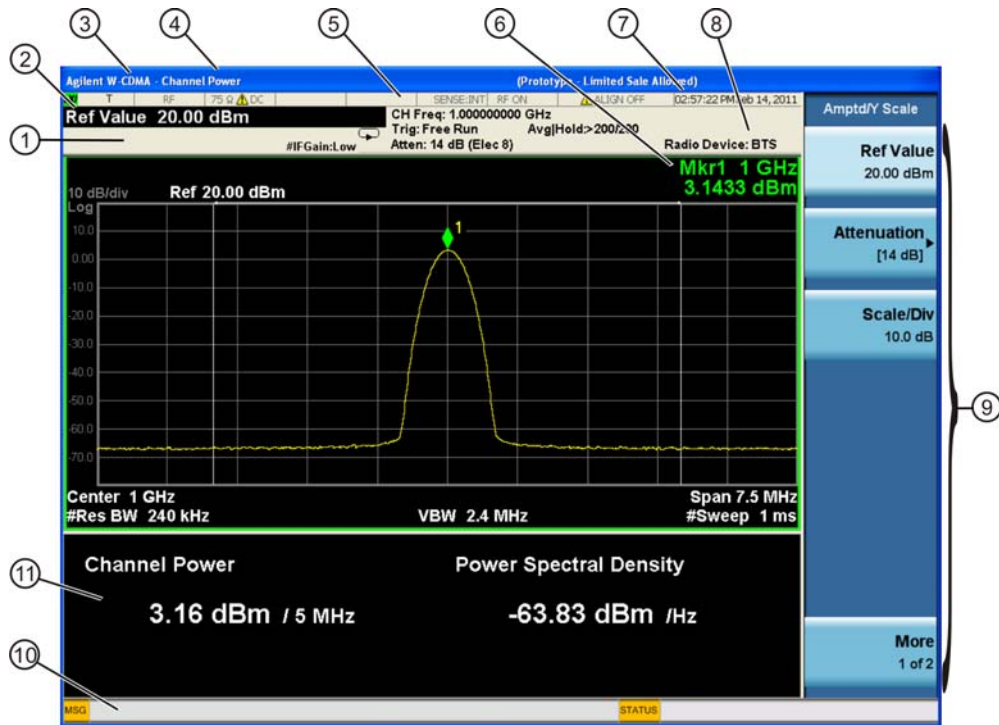 3
4
5
6
7
8
2
Agilent W-CDMA - Channel Power
(Prototype - Limited Sale Allowed)
T
RF
75 Ω DC
SENSE:INT
RF ON
ALIGN OFF
02:57:22 PM Feb 14, 2011
Amptd/Y Scale
Ref Value 20.00 dBm
CH Freq: 1.000000000 GHz
1
Trig: Free Run
Avg|Hold:>200/200
#IFGain:Low
Atten: 14 dB (Elec 8)
Radio Device: BTS
Ref Value
20.00 dBm
Mkr1 1 GHz
3.1433 dBm
10 dB/div
Ref 20.00 dBm
Log
10.0
0.00
-10.0
-20.0
-30.0
-40.0
-50.0
-60.0
-70.0
1
Attenuation
[14 dB]
Scale/Div
10.0 dB
9
Center 1 GHz
Span 7.5 MHz
#Res BW 240 kHz
VBW 2.4 MHz
#Sweep 1 ms
Channel Power
Power Spectral Density
11
3.16 dBm / 5 MHz
-63.83 dBm /Hz
More
1 of 2
10
MSG
STATUS